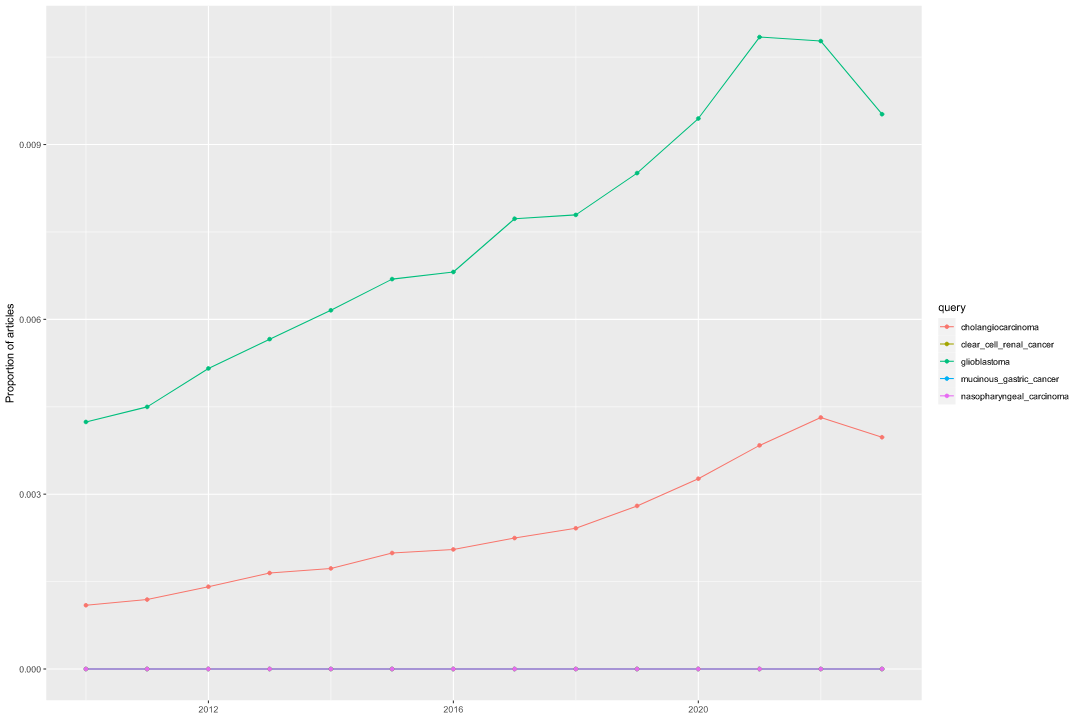 0.009
0.006
0.003
0.000
Proportion of articles
2012
2016
2020
query
cholangiocarcinoma
clear_cell_renal_cancer
glioblastoma
mucinous_gastric_cancer
nasopharyngeal_carcinoma